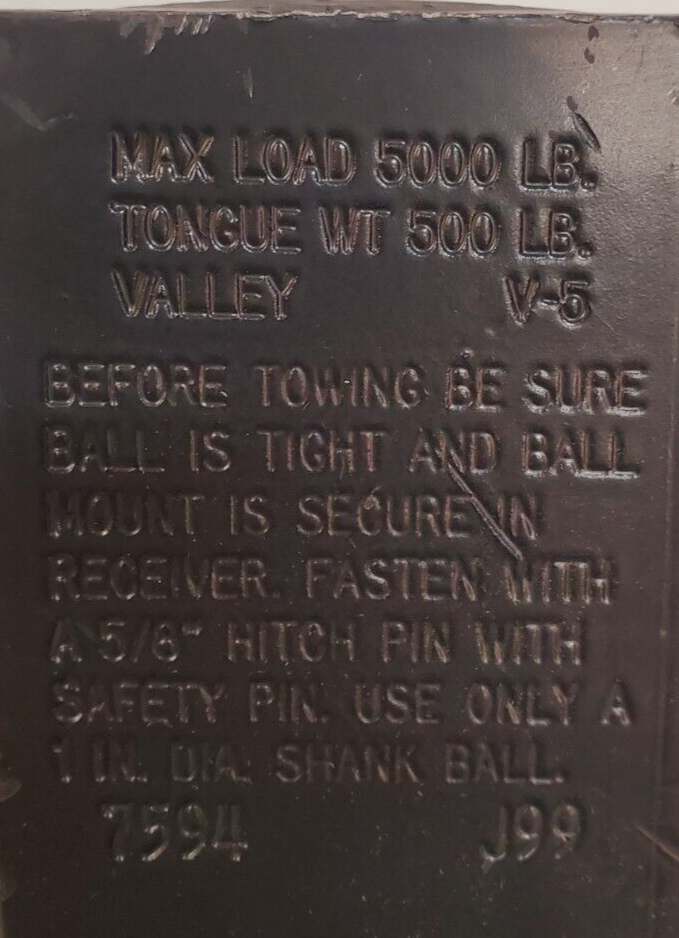 MAX LOAD 5000 LB.
TONGUE WT 500 LB.
VALLEY V-5
BEFORE TOWING BE SURE
BALL IS TIGHT AND BALL
MOUNT IS SECURE IN
RECEIVER. FASTEN WITH
A 5/8" HITCH PIN WITH
SAFETY PIN. USE ONLY A
1 IN. DIA. SHANK BALL.
7594 J99